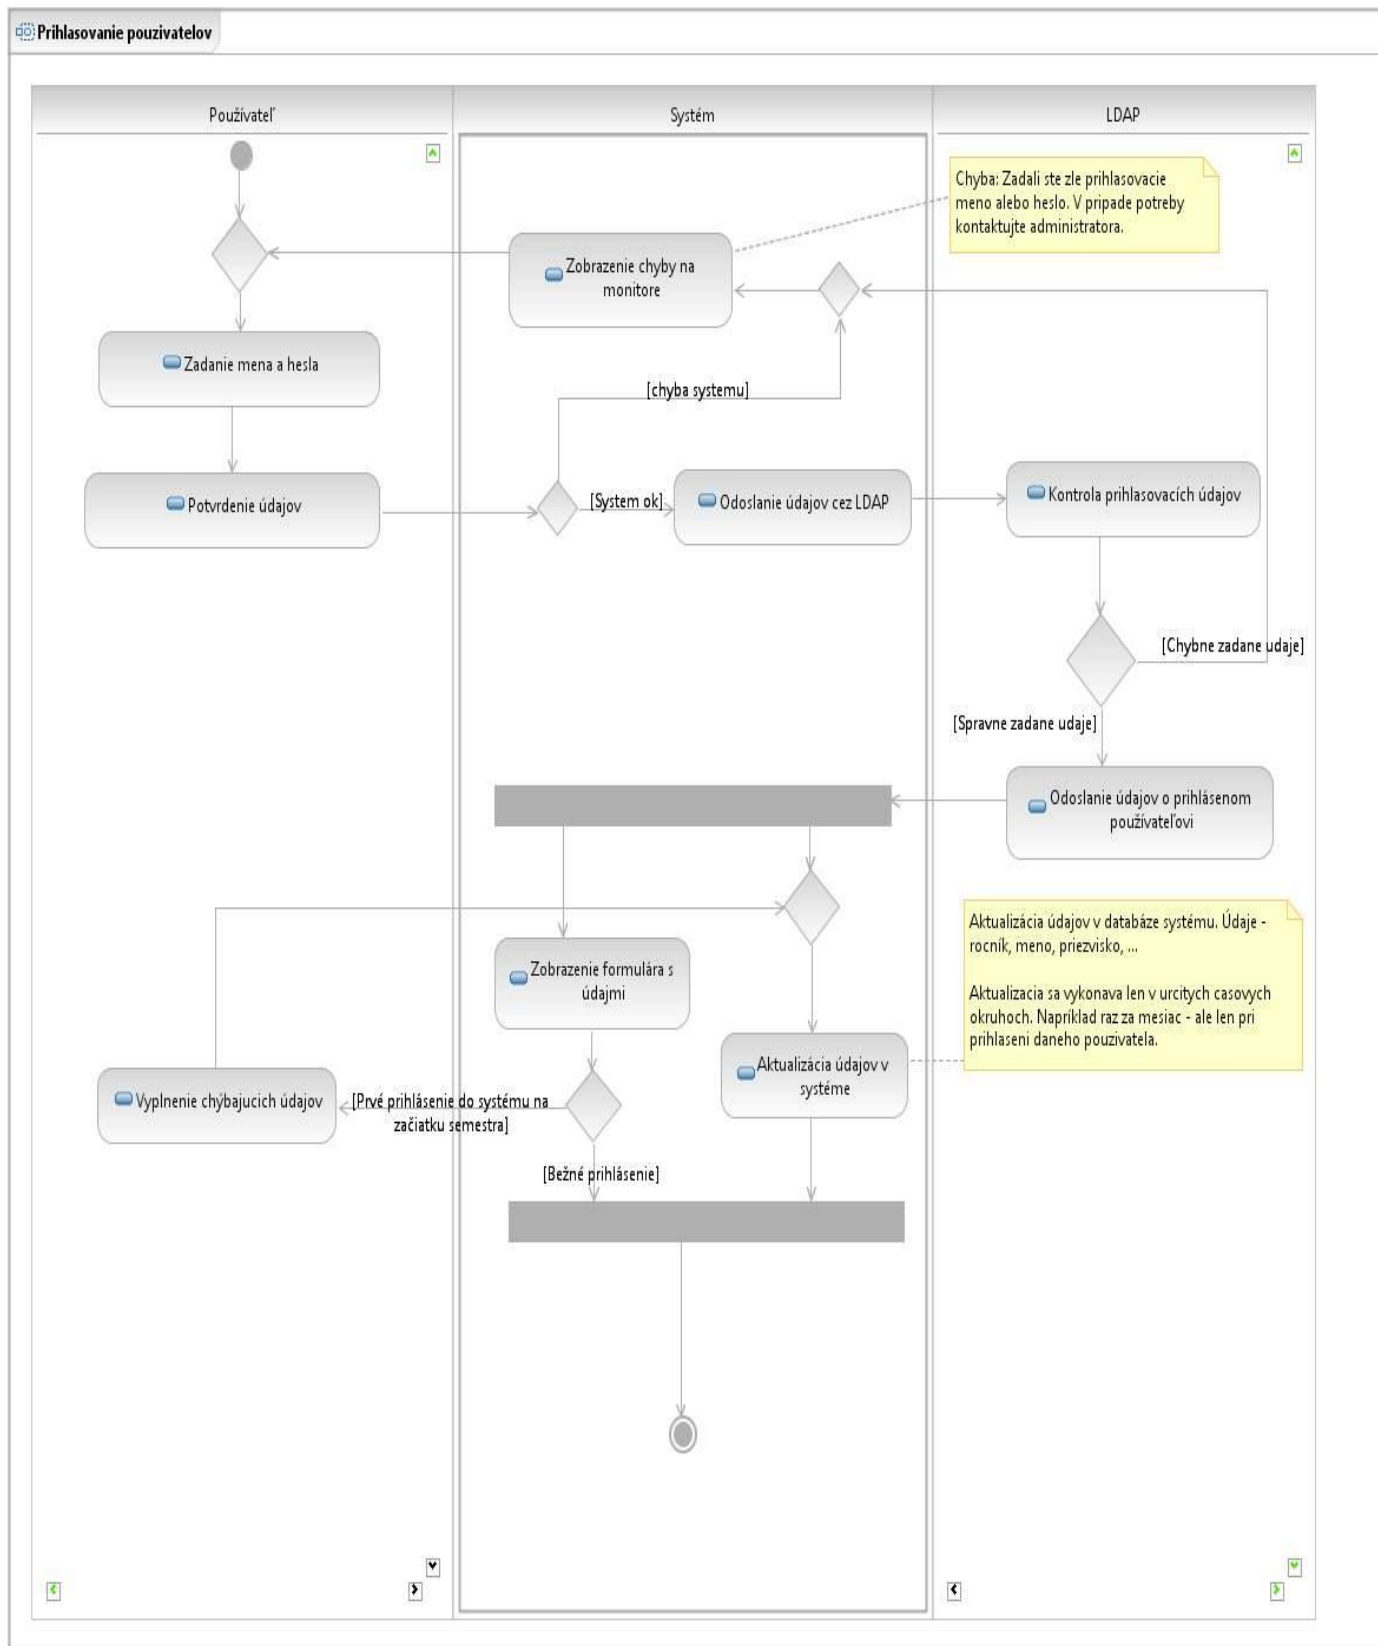 Prihlasovanie pouzivatelov
Používateľ
Systém
LDAP
Chyba: Zadali ste zle prihlasovacie
meno alebo heslo. V pripade potreby
kontaktujte administratora.
Zobrazenie chyby na
monitore
Zadanie mena a hesla
[chyba systemu]
Potvrdenie údajov
[System ok]
Odoslanie údajov cez LDAP
Kontrola prihlasovacích údajov
[Chybne zadane udaje]
[Spravne zadane udaje]
Odoslanie údajov o prihlásenom
používateľovi
Aktualizácia údajov v databáze systému. Údaje -
rocník, meno, priezvisko, ...
Aktualizacia sa vykonava len v urcitych casovych
okruhoch. Napríklad raz za mesiac - ale len pri
prihlaseni daneho pouzivatela.
Zobrazenie formulára s
údajmi
Aktualizácia údajov v
systéme
Vyplnenie chýbajucich údajov
[Prvé prihlásenie do systému na
začiatku semestra]
[Bežné prihlásenie]